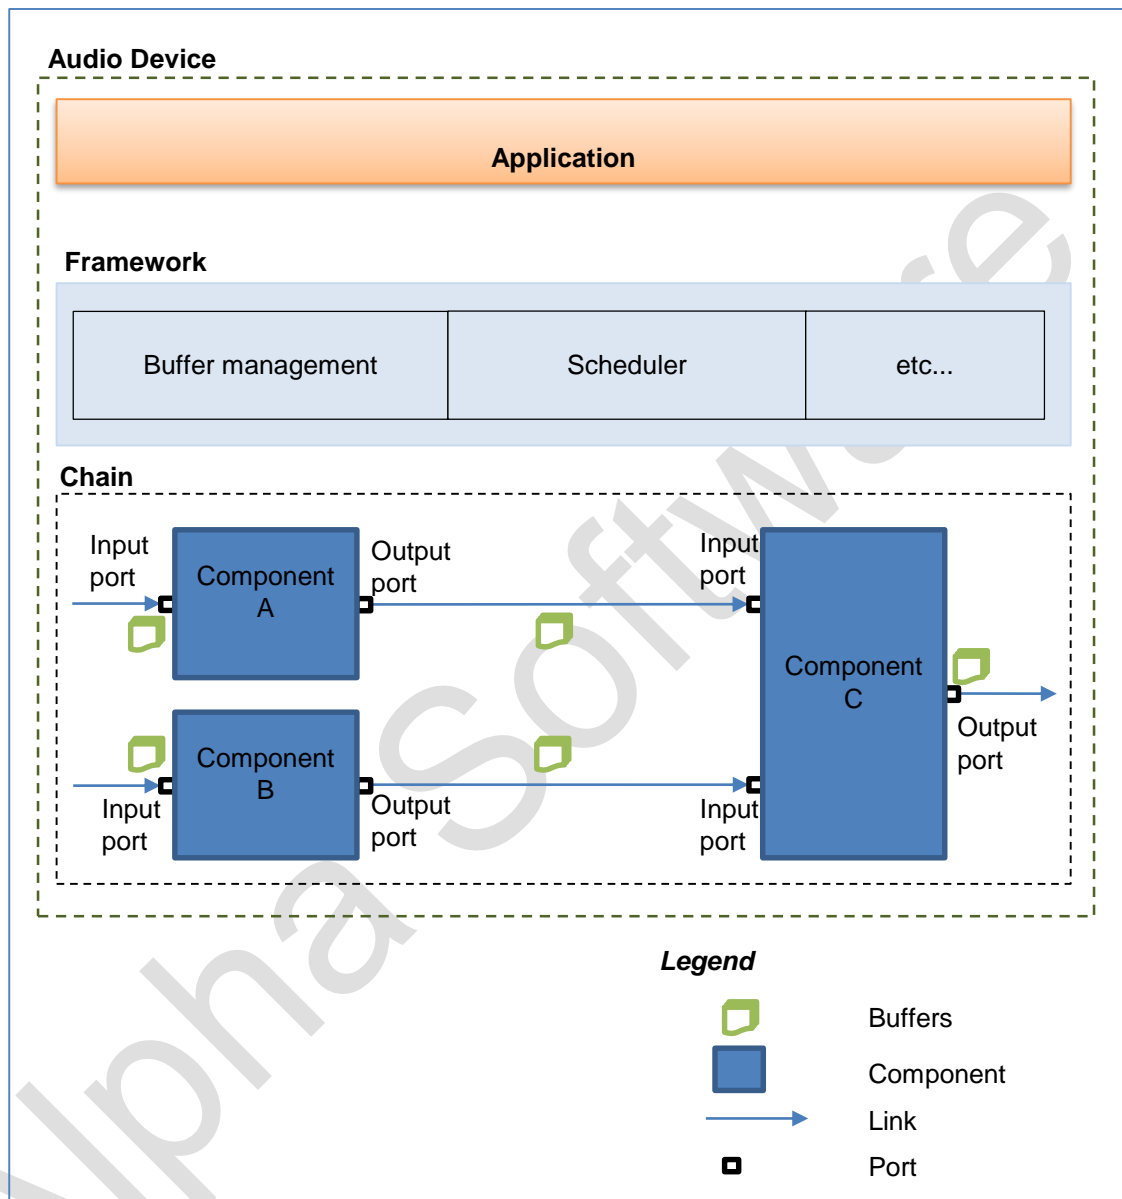 Audio Device
Application
Framework
Buffer management
Scheduler
etc...
Chain
Input
port
Component
A
Output
port
Input
port
Component
C
Output
port
Input
port
Component
B
Output
port
Input
port
Legend
Buffers
Component
Link
Port
Alpha Software